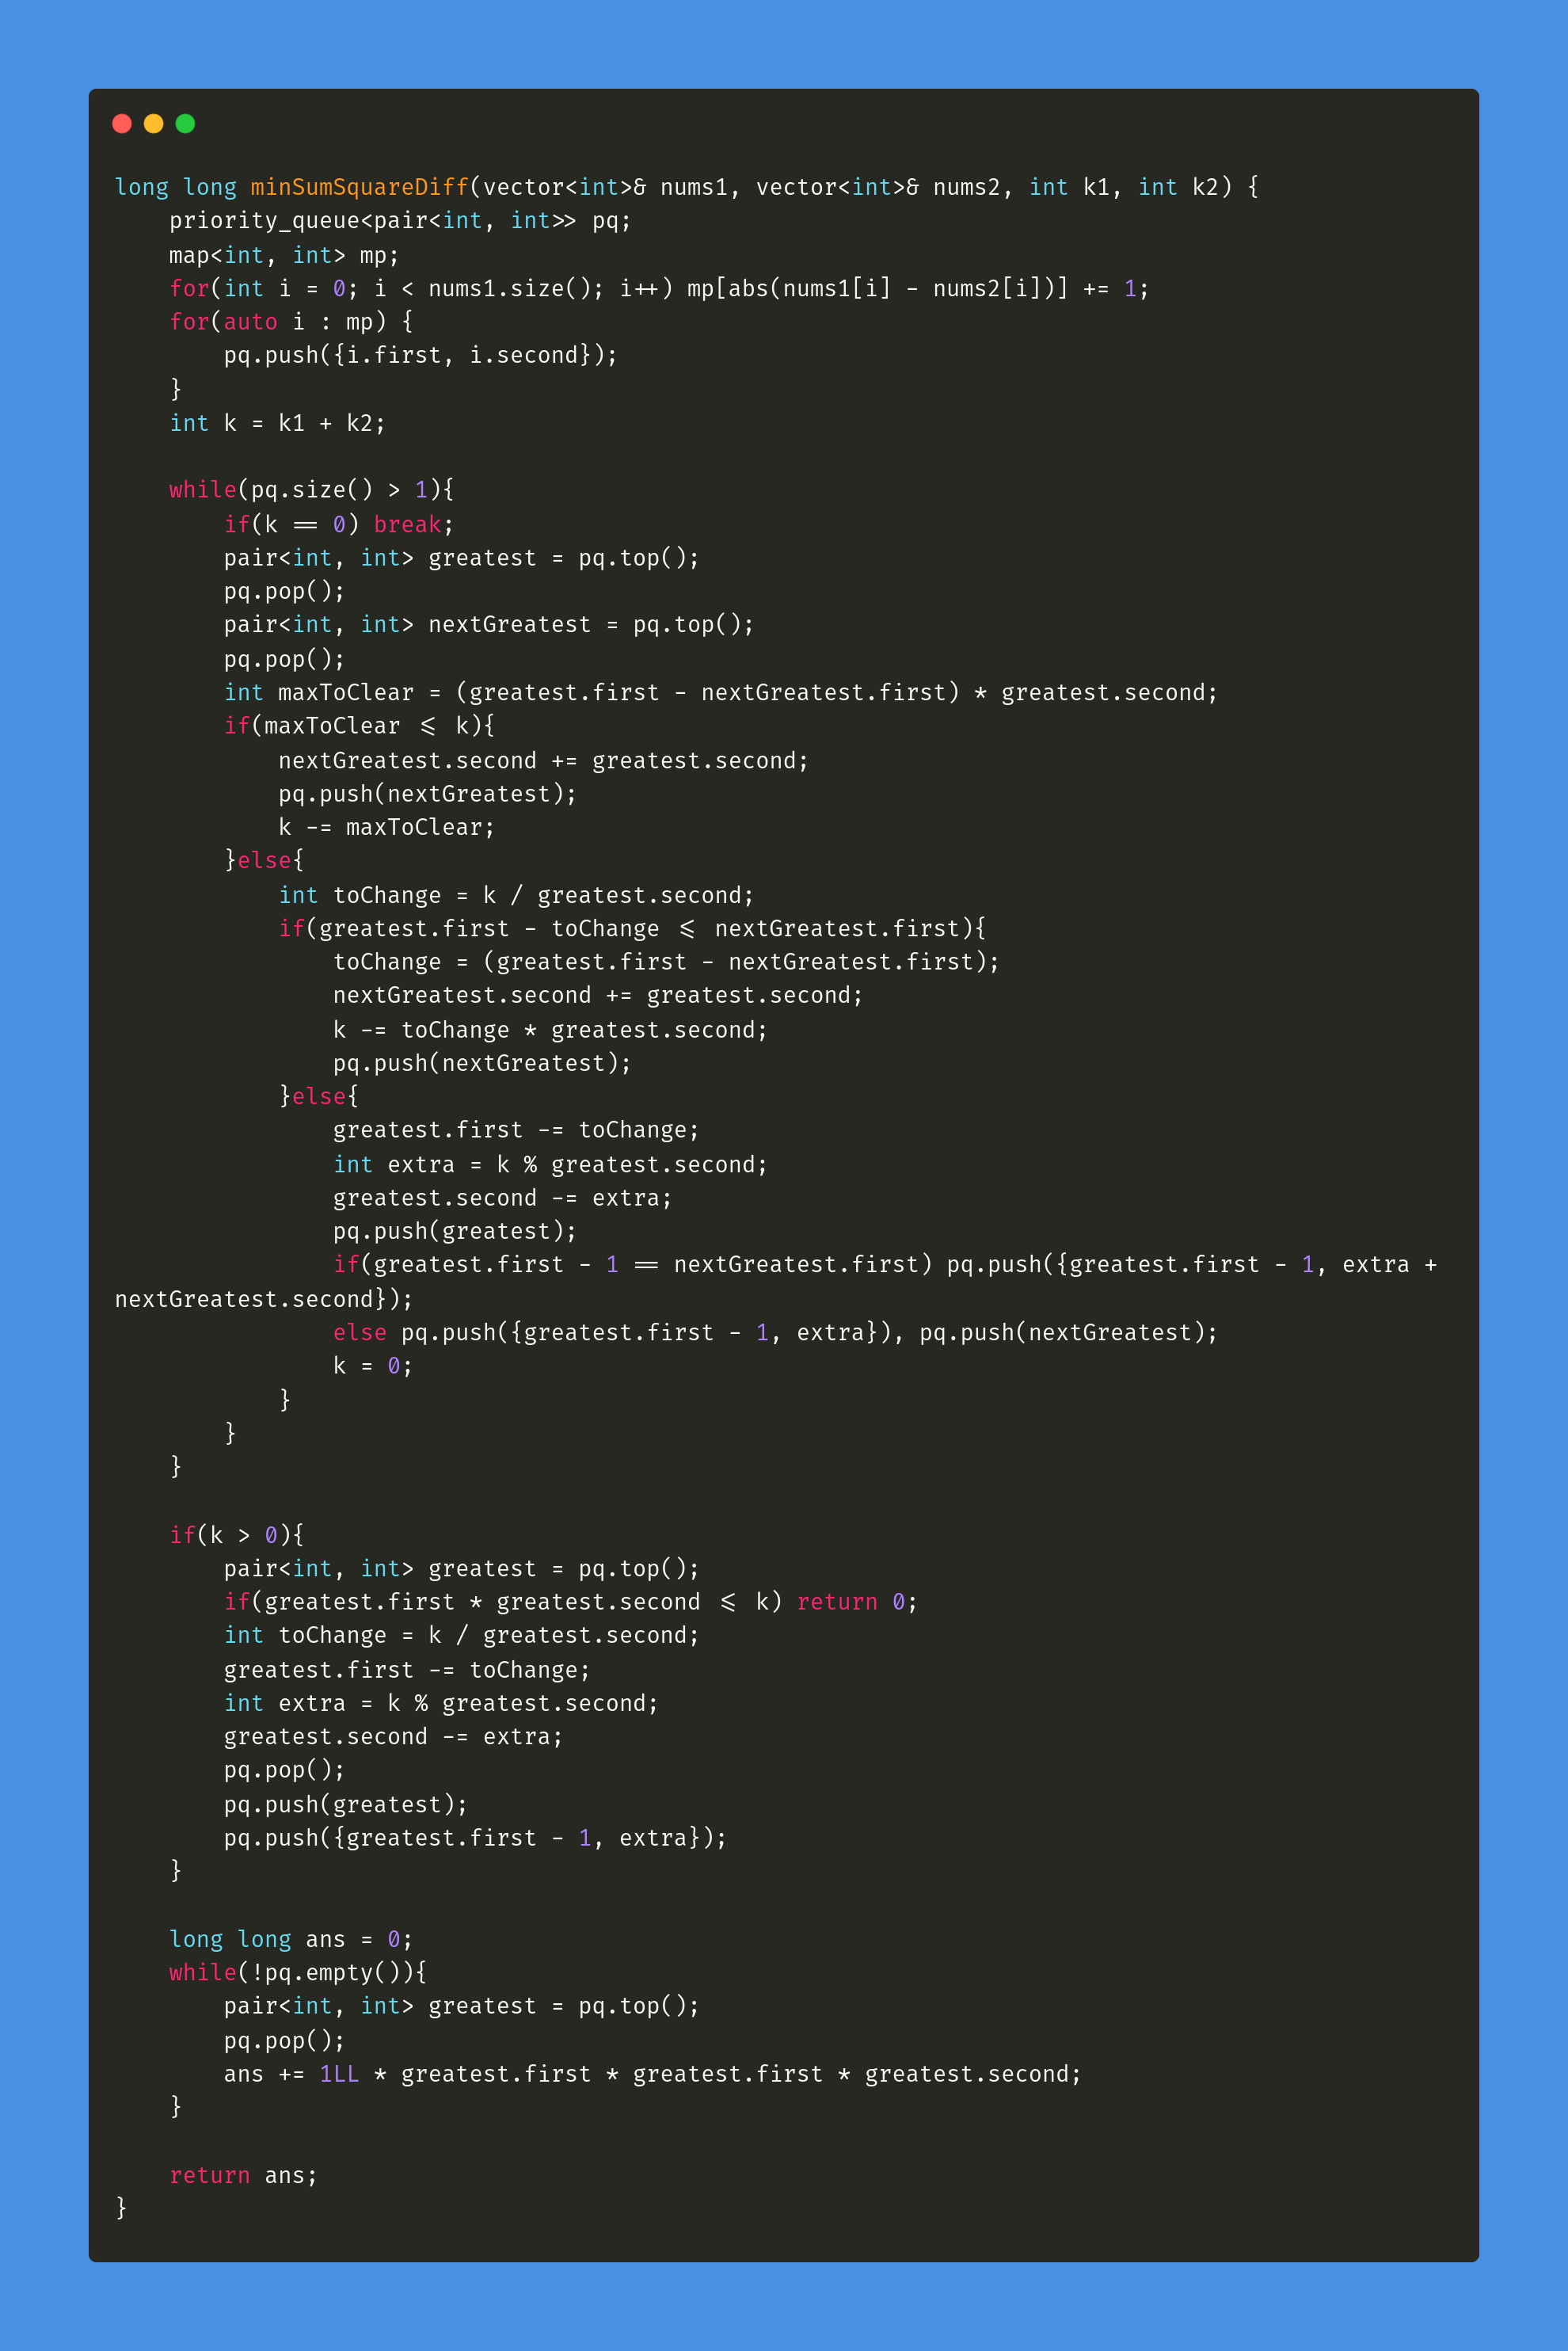 long long minSumSquareDiff(vector<int>& nums1, vector<int>& nums2, int k1, int k2) {
    priority_queue<pair<int, int>> pq;
    map<int, int> mp;
    for(int i = 0; i < nums1.size(); i++) mp[abs(nums1[i] - nums2[i])] += 1;
    for(auto i : mp) {
        pq.push({i.first, i.second});
    }
    int k = k1 + k2;

    while(pq.size() > 1){
        if(k == 0) break;
        pair<int, int> greatest = pq.top();
        pq.pop();
        pair<int, int> nextGreatest = pq.top();
        pq.pop();
        int maxToClear = (greatest.first - nextGreatest.first) * greatest.second;
        if(maxToClear <= k){
            nextGreatest.second += greatest.second;
            pq.push(nextGreatest);
            k -= maxToClear;
        }else{
            int toChange = k / greatest.second;
            if(greatest.first - toChange <= nextGreatest.first){
                toChange = (greatest.first - nextGreatest.first);
                nextGreatest.second += greatest.second;
                k -= toChange * greatest.second;
                pq.push(nextGreatest);
            }else{
                greatest.first -= toChange;
                int extra = k % greatest.second;
                greatest.second -= extra;
                pq.push(greatest);
                if(greatest.first - 1 == nextGreatest.first) pq.push({greatest.first - 1, extra +
nextGreatest.second});
                else pq.push({greatest.first - 1, extra}), pq.push(nextGreatest);
                k = 0;
            }
        }
    }

    if(k > 0){
        pair<int, int> greatest = pq.top();
        if(greatest.first * greatest.second <= k) return 0;
        int toChange = k / greatest.second;
        greatest.first -= toChange;
        int extra = k % greatest.second;
        greatest.second -= extra;
        pq.pop();
        pq.push(greatest);
        pq.push({greatest.first - 1, extra});
    }

    long long ans = 0;
    while(!pq.empty()){
        pair<int, int> greatest = pq.top();
        pq.pop();
        ans += 1LL * greatest.first * greatest.first * greatest.second;
    }

    return ans;
}